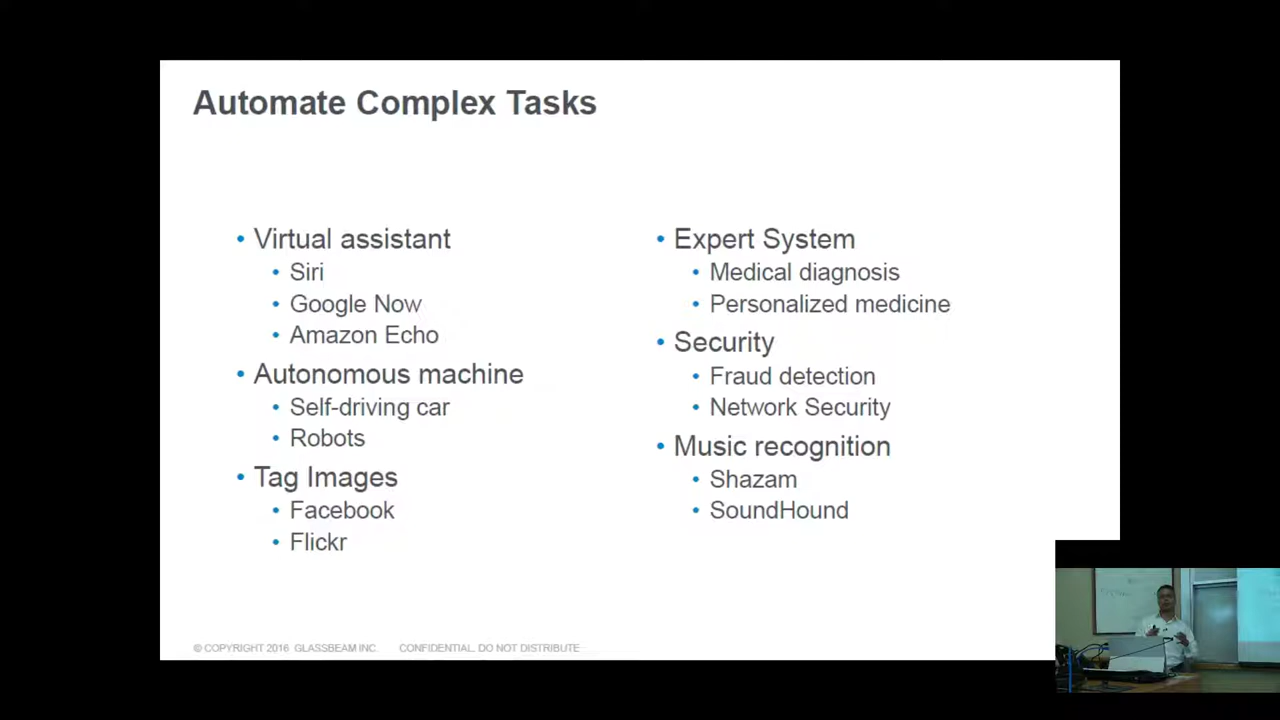 Automate Complex Tasks
• Virtual assistant
• Siri
• Google Now
• Amazon Echo
• Autonomous machine
• Self-driving car
• Robots
• Tag Images
• Facebook
• Flickr
• Expert System
• Medical diagnosis
• Personalized medicine
• Security
• Fraud detection
• Network Security
• Music recognition
• Shazam
• SoundHound
© COPYRIGHT 2016 GLASSBEAM INC. CONFIDENTIAL. DO NOT DISTRIBUTE